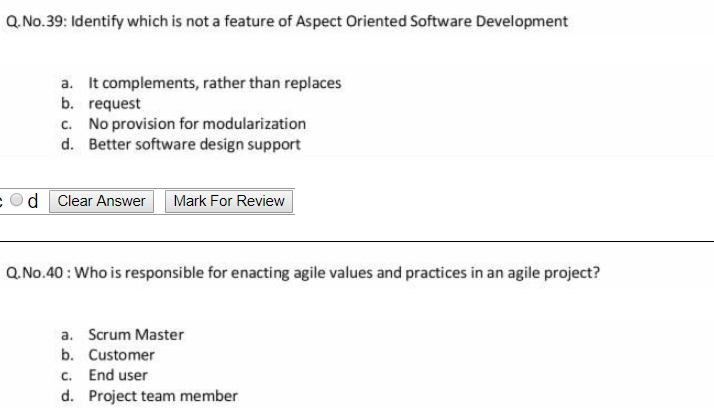 Q.No.39: Identify which is not a feature of Aspect Oriented Software Development
a. It complements, rather than replaces
b. request
c. No provision for modularization
d. Better software design support
d Clear Answer Mark For Review
Q.No.40 : Who is responsible for enacting agile values and practices in an agile project?
a. Scrum Master
b. Customer
c. End user
d. Project team member